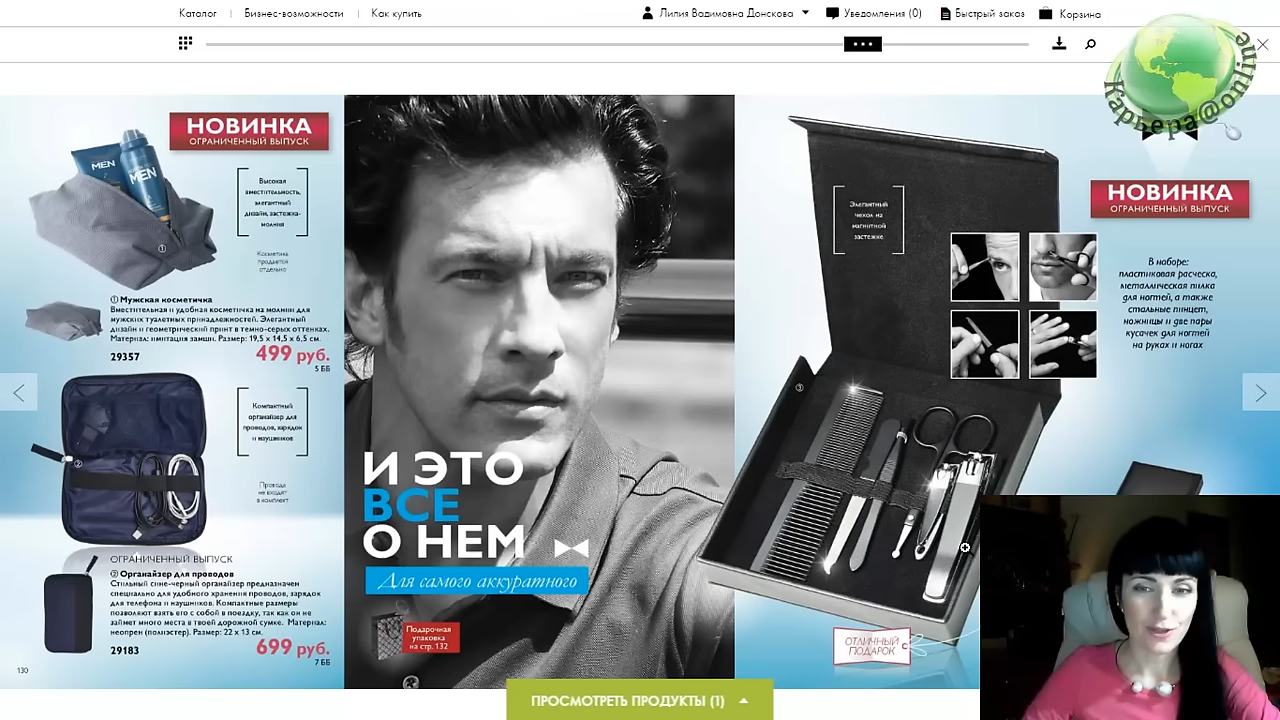 Каталог
Бизнес-возможности
Как купить
Лилия Вадимовна Донскова
Уведомления (0)
Быстрый заказ
Корзина
Карьера@online
НОВИНКА
ОГРАНИЧЕННЫЙ ВЫПУСК
MEN
MEN
Высокая
вместительность,
элегантный
дизайн, застежка-
молния
Косметика
продается
отдельно
① Мужская косметичка
Вместительная и удобная косметичка на молнии для
мужских туалетных принадлежностей. Элегантный
дизайн и геометрический принт в темно-серых оттенках.
Материал: имитация замши. Размер: 19,5 х 14,5 х 6,5 см.
29357
499 руб.
5 ББ
Компактный
органайзер для
проводов, зарядок
и наушников
Провода
не входят
в комплект
ОГРАНИЧЕННЫЙ ВЫПУСК
② Органайзер для проводов
Стильный сине-черный органайзер предназначен
специально для удобного хранения проводов, зарядок
для телефона и наушников. Компактные размеры
позволяют взять его с собой в поездку, так как он не
займет много места в твоей дорожной сумке. Материал:
неопрен (полиэстер). Размер: 22 х 13 см.
29183
699 руб.
7 ББ
130
И ЭТО
ВСЕ
О НЕМ
Для самого аккуратного
Подарочная
упаковка
на стр. 132
Элегантный
чехол на
магнитной
застежке
③
НОВИНКА
ОГРАНИЧЕННЫЙ ВЫПУСК
В наборе:
пластиковая расческа,
металлическая пилка
для ногтей, а также
стальные пинцет,
ножницы и две пары
кусачек для ногтей
на руках и ногах
ОТЛИЧНЫЙ
ПОДАРОК
ПРОСМОТРЕТЬ ПРОДУКТЫ (1)